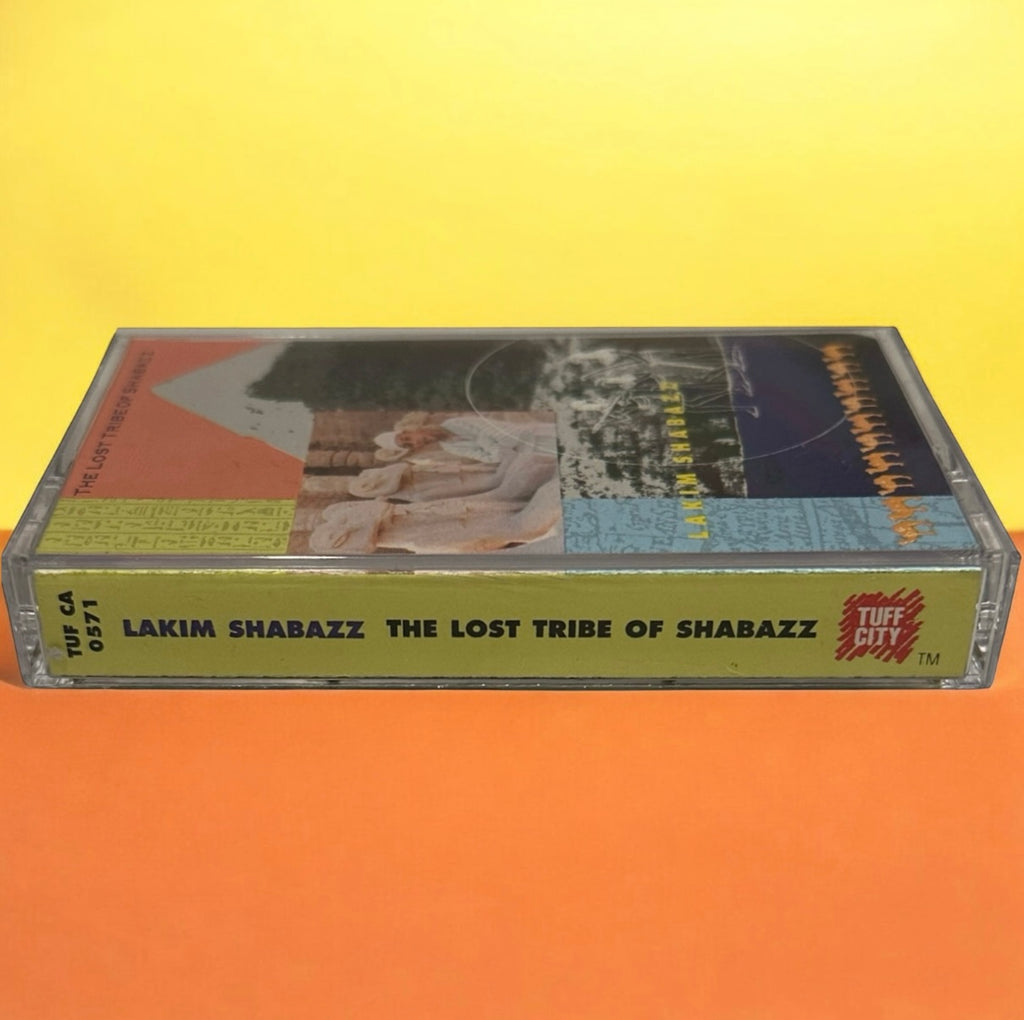 THE LOST TRIBE OF SHABAZZ
LAKIM SHABAZZ
TUF CA
0571
LAKIM SHABAZZ THE LOST TRIBE OF SHABAZZ
TUFF
CITY
TM